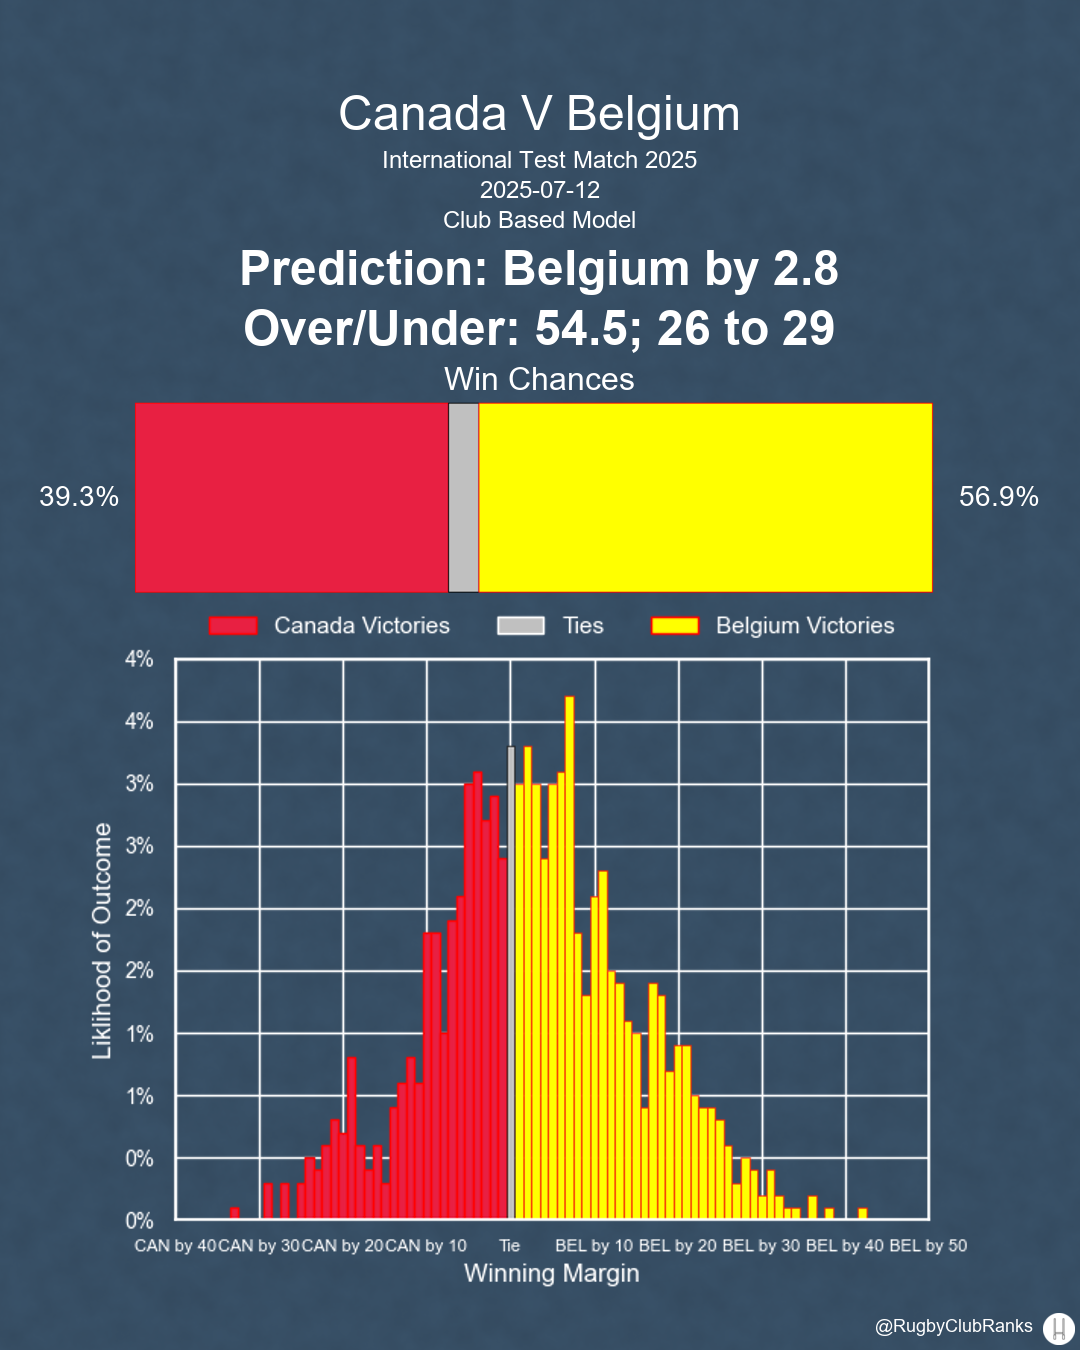 Canada V Belgium
International Test Match 2025
2025-07-12
Club Based Model
Prediction: Belgium by 2.8
Over/Under: 54.5; 26 to 29
Win Chances
39.3%
56.9%
Canada Victories
Ties
Belgium Victories
4%
4%
3%
3%
2%
2%
1%
1%
0%
0%
Liklihood of Outcome
CAN by 40 CAN by 30 CAN by 20 CAN by 10 Tie BEL by 10 BEL by 20 BEL by 30 BEL by 40 BEL by 50
Winning Margin
@RugbyClubRanks